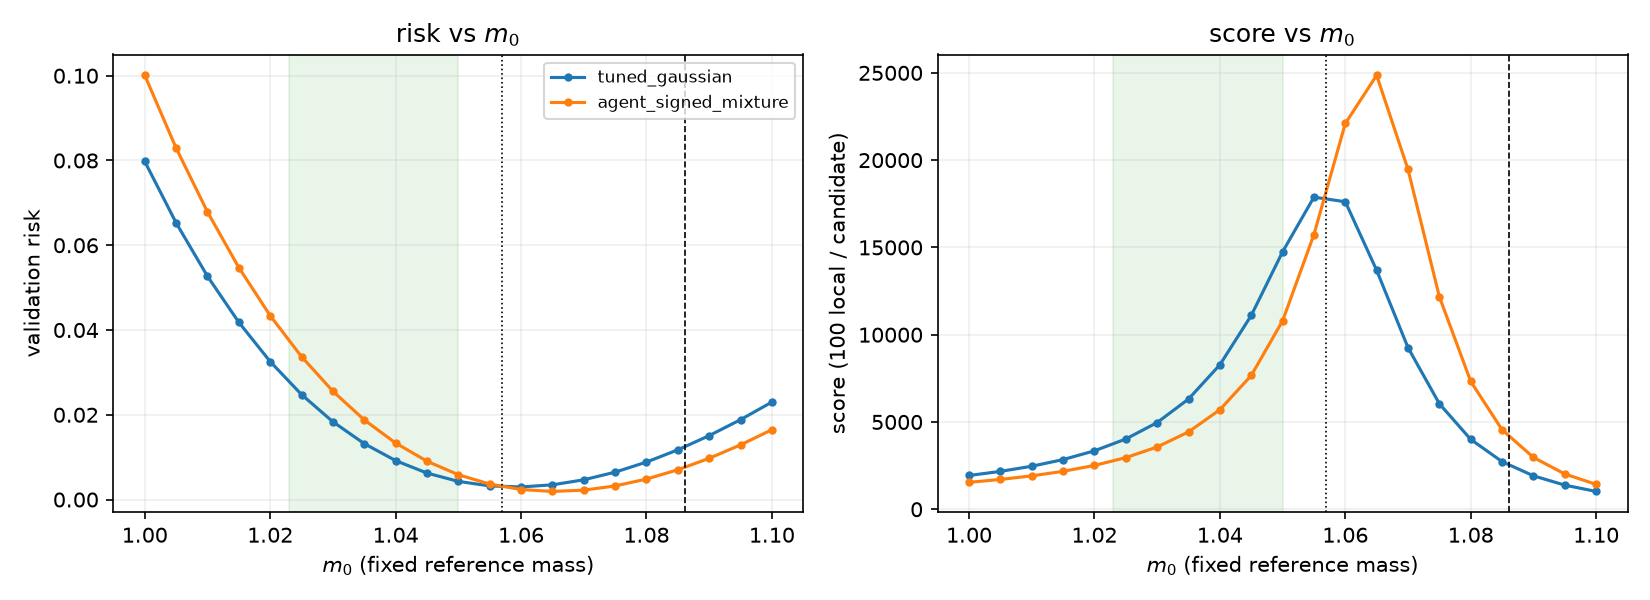 risk vs m₀
validation risk
0.10
0.08
0.06
0.04
0.02
0.00
tuned_gaussian
agent_signed_mixture
1.00 1.02 1.04 1.06 1.08 1.10
m₀ (fixed reference mass)
score vs m₀
score (100 local / candidate)
25000
20000
15000
10000
5000
0
1.00 1.02 1.04 1.06 1.08 1.10
m₀ (fixed reference mass)